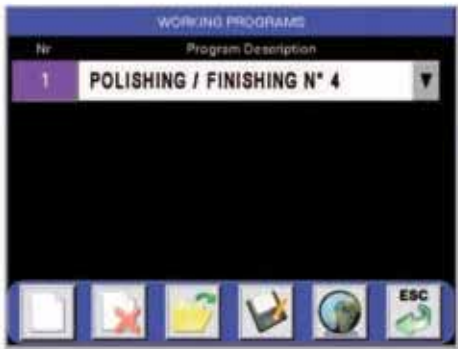 WORKING PROGRAMS
Nr Program Description
1 POLISHING / FINISHING N° 4
ESC